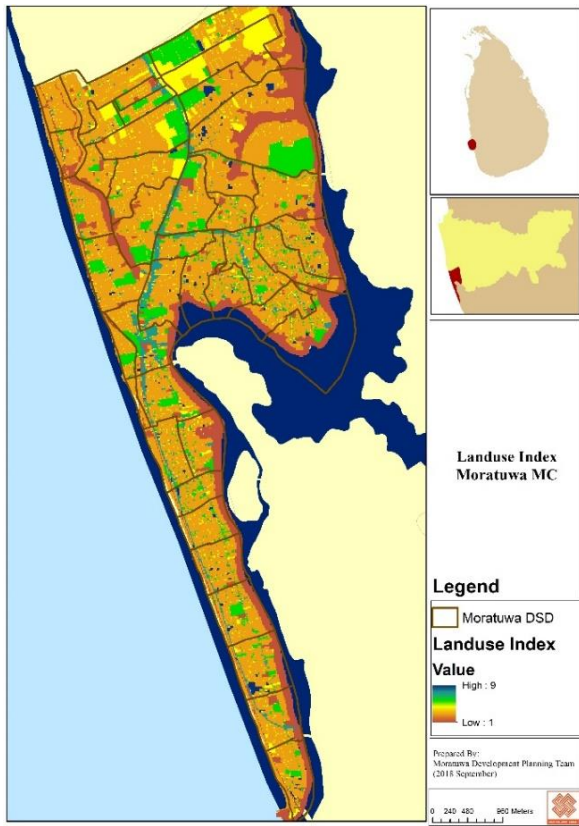 Landuse Index
Moratuwa MC
Legend
Moratuwa DSD
Landuse Index
Value
High : 9
Low : 1
Prepared By:
Moratuwa Development Planning Team
(2018 September)
0 240 480 960 Meters